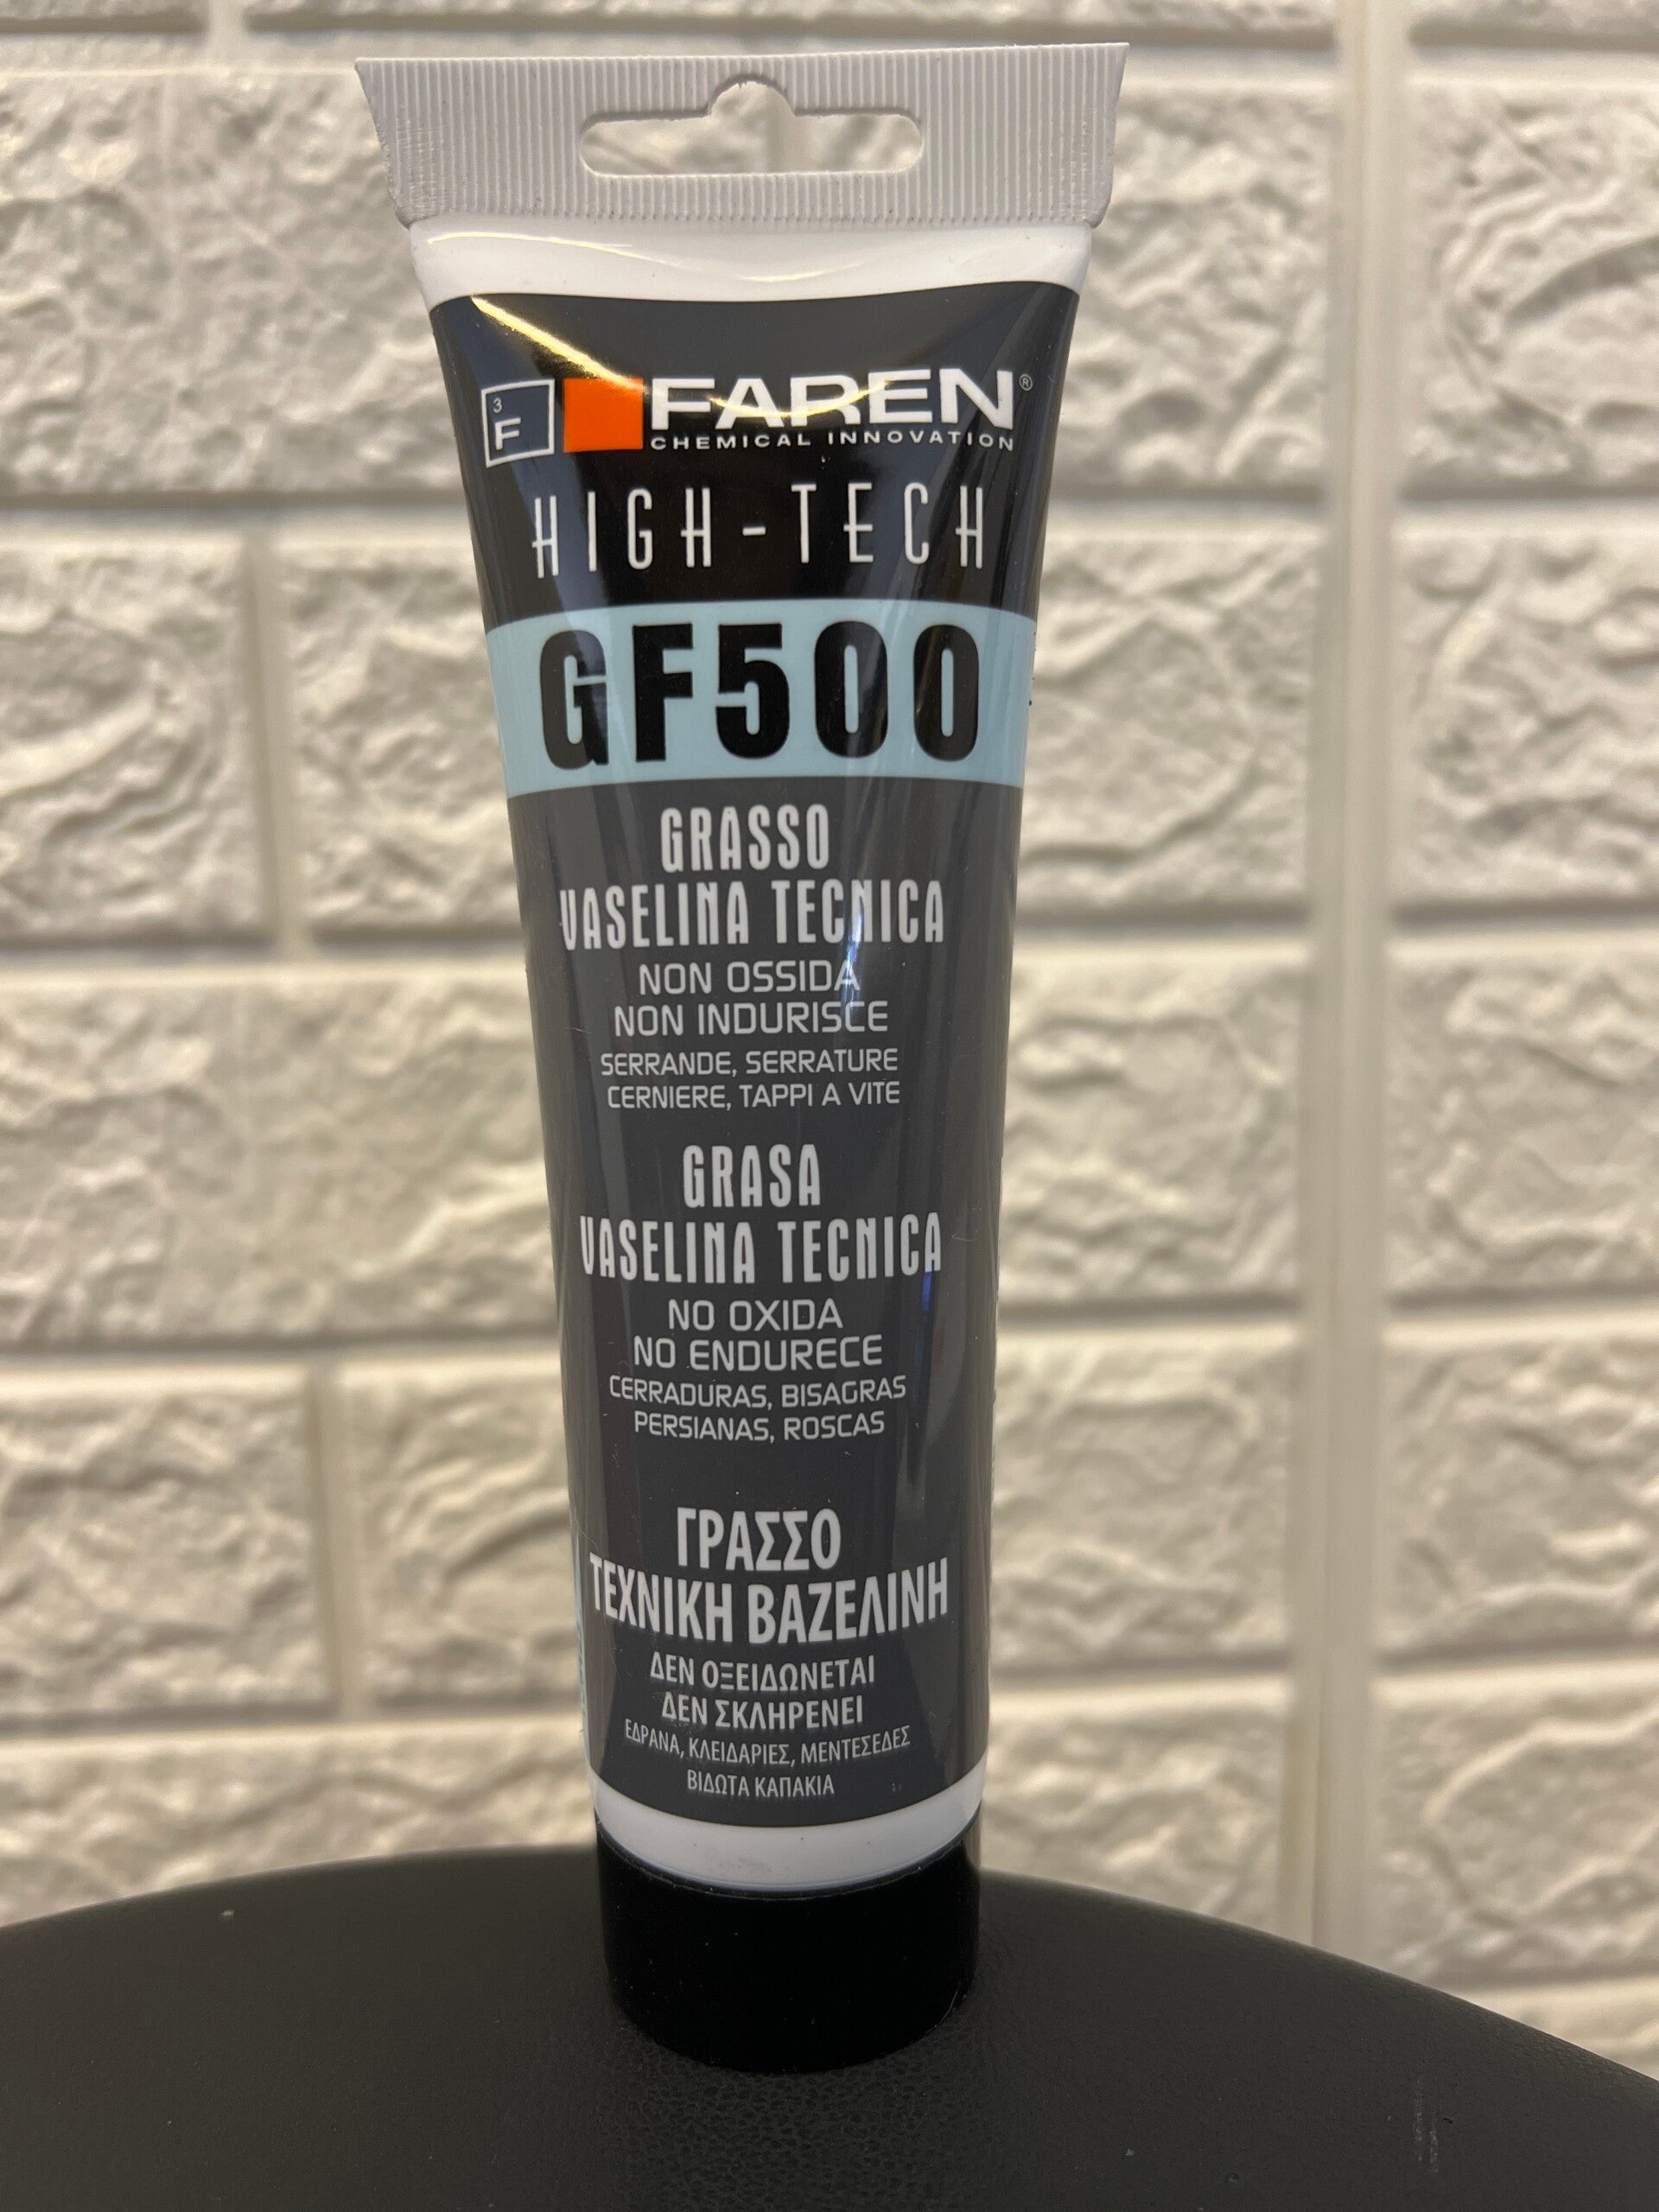 3
F
FAREN®
CHEMICAL INNOVATION
HIGH-TECH
GF500
GRASSO
VASELINA TECNICA
NON OSSIDA
NON INDURISCE
SERRANDE, SERRATURE
CERNIERE, TAPPI A VITE
GRASA
VASELINA TECNICA
NO OXIDA
NO ENDURECE
CERRADURAS, BISAGRAS
PERSIANAS, ROSCAS
ΓΡΑΣΣΟ
ΤΕΧΝΙΚΗ ΒΑΖΕΛΙΝΗ
ΔΕΝ ΟΞΕΙΔΩΝΕΤΑΙ
ΔΕΝ ΣΚΛΗΡΕΝΕΙ
ΕΔΡΑΝΑ, ΚΛΕΙΔΑΡΙΕΣ, ΜΕΝΤΕΣΕΔΕΣ
ΒΙΔΩΤΑ ΚΑΠΑΚΙΑ